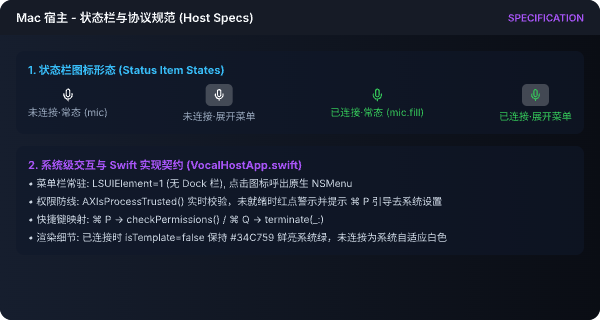 Mac 宿主 - 状态栏与协议规范 (Host Specs)
SPECIFICATION
1. 状态栏图标形态 (Status Item States)
未连接·常态 (mic)
未连接·展开菜单
已连接·常态 (mic.fill)
已连接·展开菜单
2. 系统级交互与 Swift 实现契约 (VocalHostApp.swift)
• 菜单栏常驻: LSUIElement=1 (无 Dock 栏), 点击图标呼出原生 NSMenu
• 权限防线: AXIsProcessTrusted() 实时校验，未就绪时红点警示并提示 ⌘ P 引导去系统设置
• 快捷键映射: ⌘ P → checkPermissions() / ⌘ Q → terminate(_:)
• 渲染细节: 已连接时 isTemplate=false 保持 #34C759 鲜亮系统绿，未连接为系统自适应白色